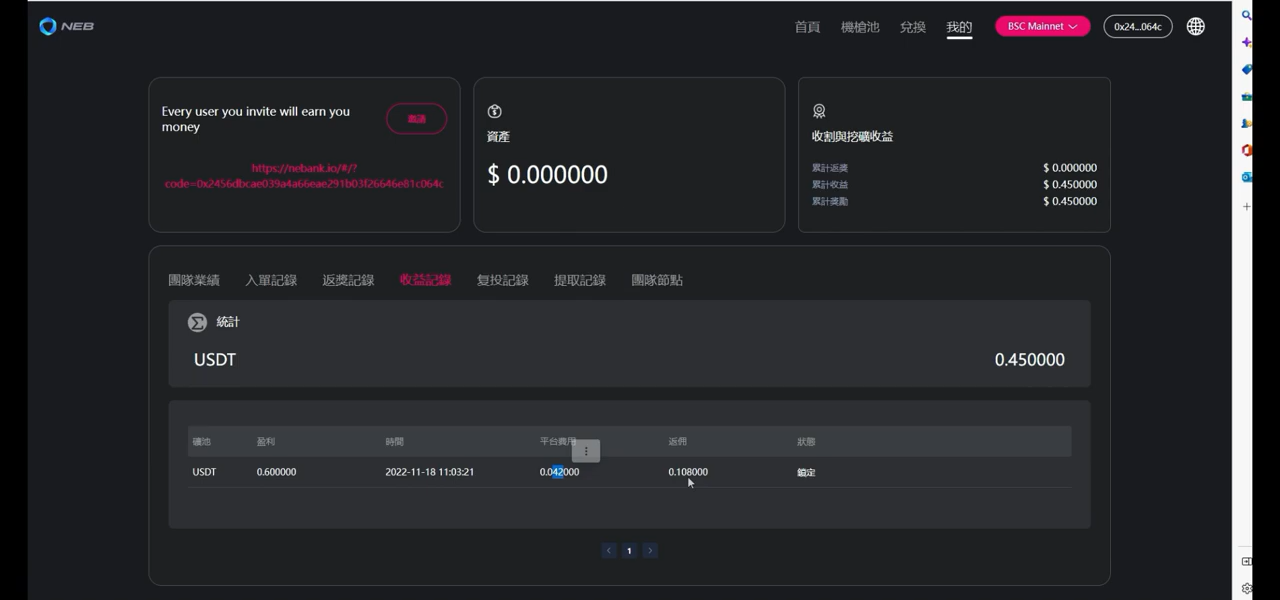 NEB
首頁 機槍池 兌換 我的 BSC Mainnet 0x24...064c
Every user you invite will earn you
money
邀請
https://nebank.io/#/?
code=0x2456dbcae039a4a66eae291b03f26646e81c064c
資產
$ 0.000000
收割與挖礦收益
累計返獎 $ 0.000000
累計收益 $ 0.450000
累計獎勵 $ 0.450000
團隊業績 入單記錄 返獎記錄 收益記錄 复投記錄 提取記錄 團隊節點
統計
USDT 0.450000
礦池 盈利 時間 平台費用 返佣 狀態
USDT 0.600000 2022-11-18 11:03:21 0.042000 0.108000 鎖定
1